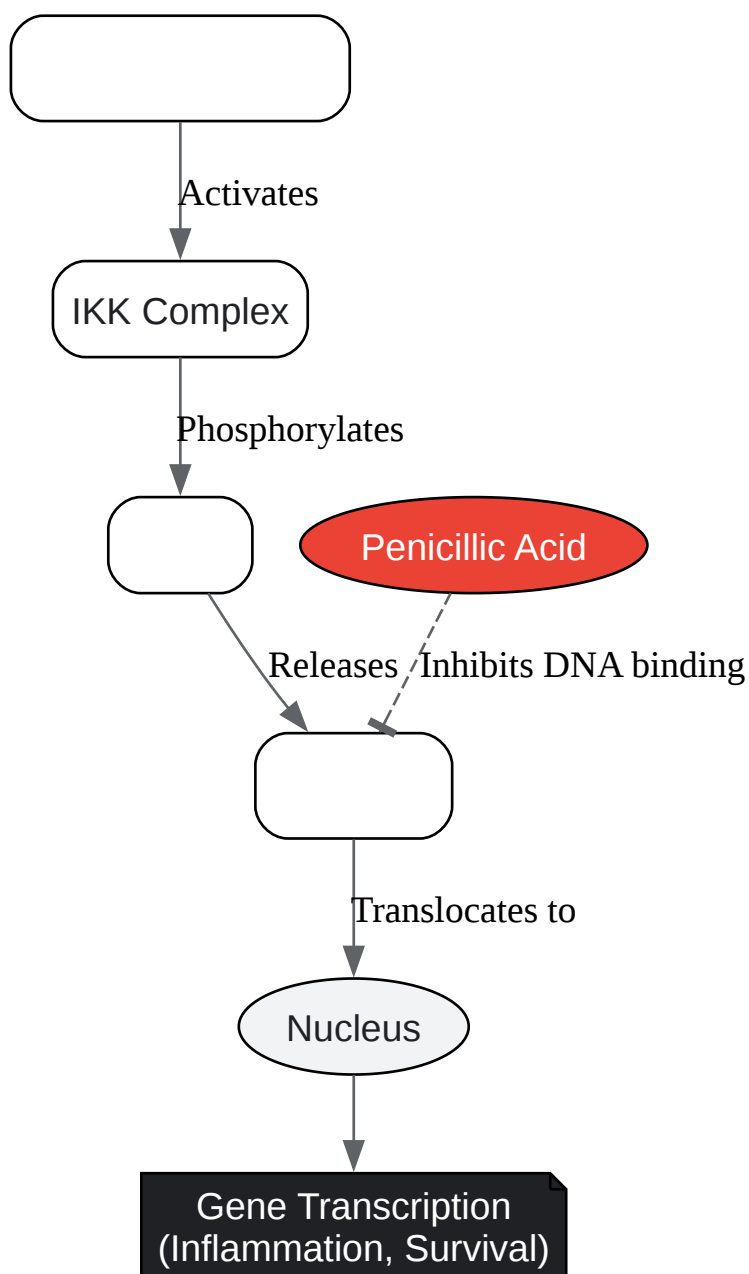 Activates
IKK Complex
Phosphorylates
Penicillic Acid
Releases
Inhibits DNA binding
Translocates to
Nucleus
Gene Transcription
(Inflammation, Survival)